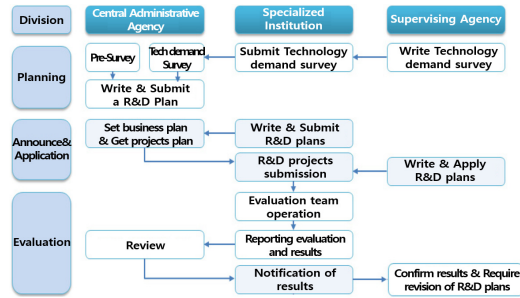 Division
Central Administrative
Agency
Specialized
Institution
Supervising Agency
Planning
Pre-Survey
Tech demand
Survey
Submit Technology
demand survey
Write Technology
demand survey
Write & Submit
a R&D Plan
Announce&
Application
Set business plan
& Get projects plan
Write & Submit
R&D plans
R&D projects
submission
Write & Apply
R&D plans
Evaluation
Evaluation team
operation
Review
Reporting evaluation
and results
Notification of
results
Confirm results & Require
revision of R&D plans